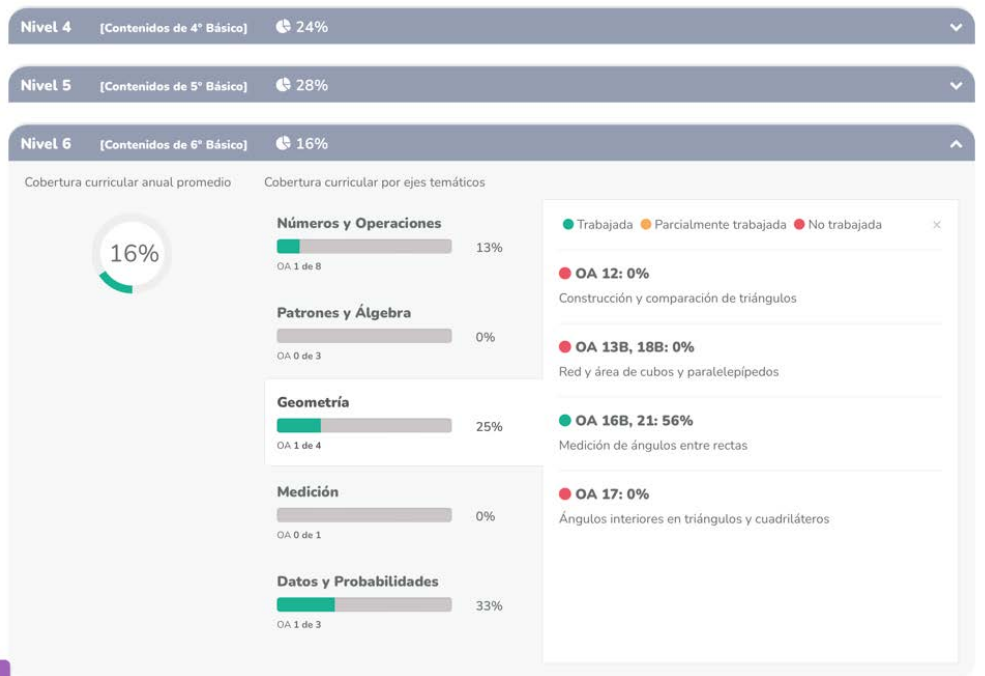 Nivel 4 [Contenidos de 4° Básico] 24%
Nivel 5 [Contenidos de 5° Básico] 28%
Nivel 6 [Contenidos de 6° Básico] 16%
Cobertura curricular anual promedio
16%
Cobertura curricular por ejes temáticos
Números y Operaciones
13%
OA 1 de 8
Patrones y Álgebra
0%
OA 0 de 3
Geometría
25%
OA 1 de 4
Medición
0%
OA 0 de 1
Datos y Probabilidades
33%
OA 1 de 3
Trabajada Parcialmente trabajada No trabajada ×
OA 12: 0%
Construcción y comparación de triángulos
OA 13B, 18B: 0%
Red y área de cubos y paralelepípedos
OA 16B, 21: 56%
Medición de ángulos entre rectas
OA 17: 0%
Ángulos interiores en triángulos y cuadriláteros